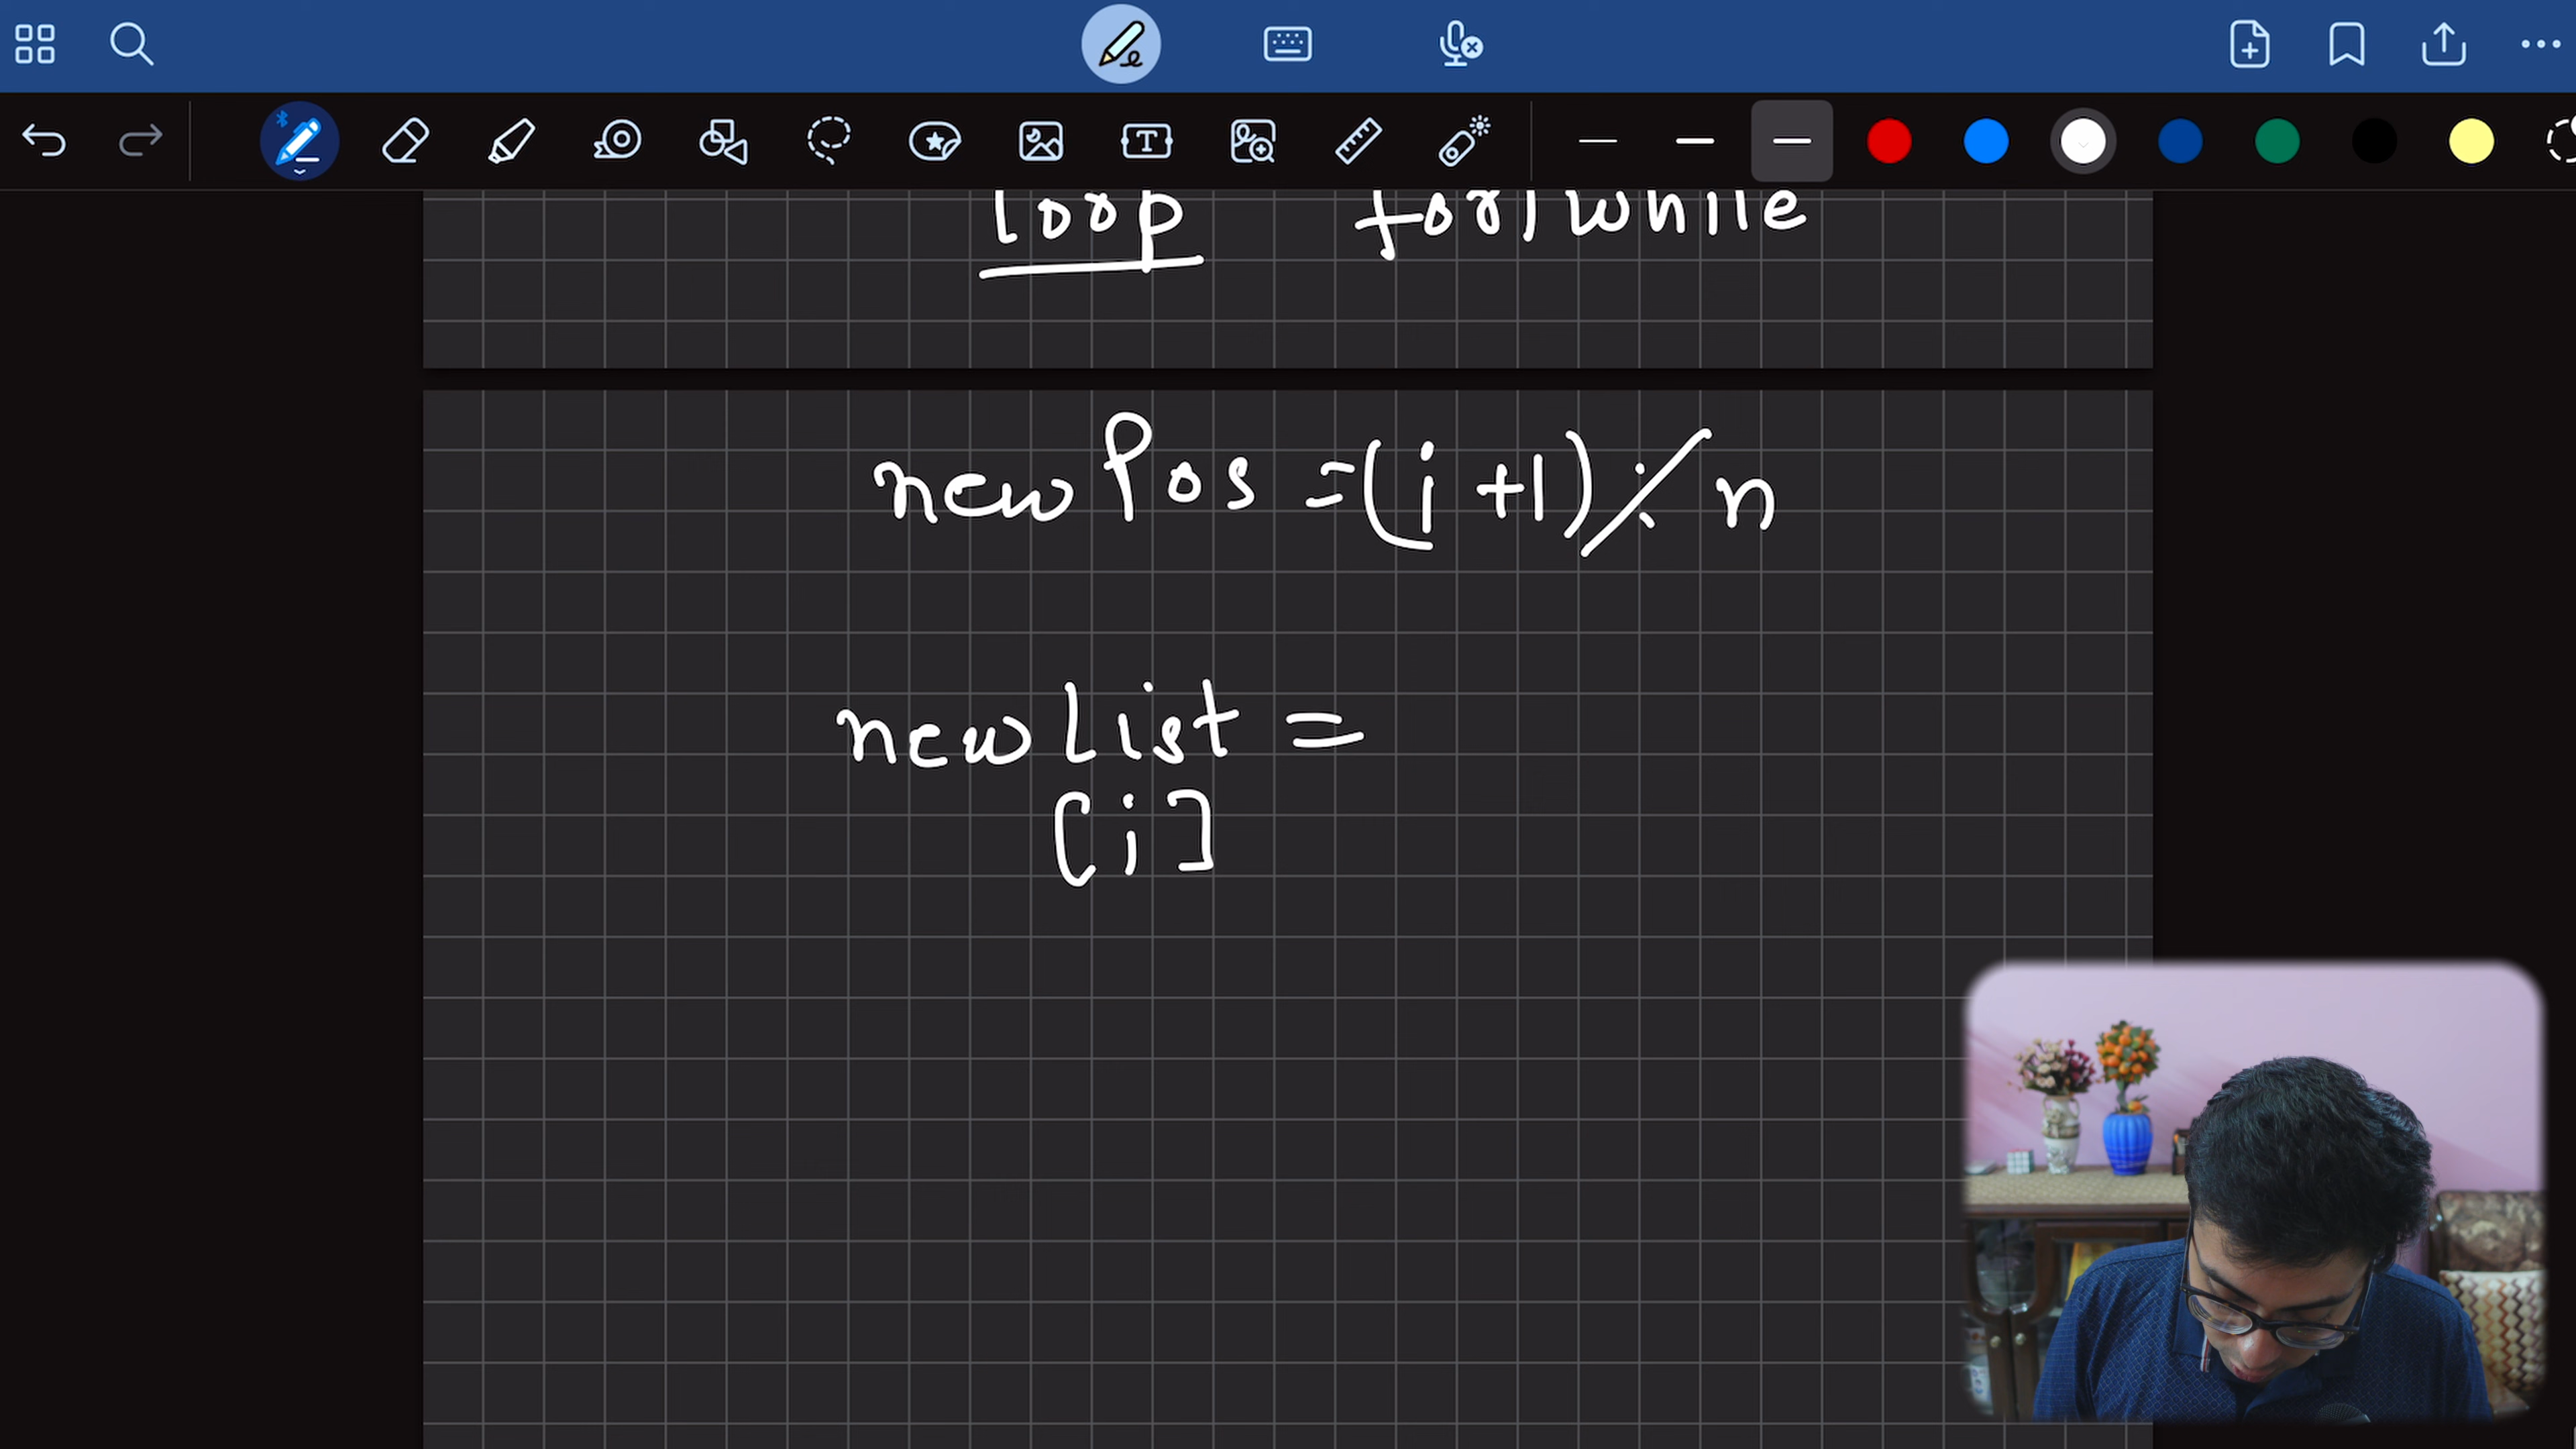 loop for/while
newPos = (i+1) % n
newList =
[i]